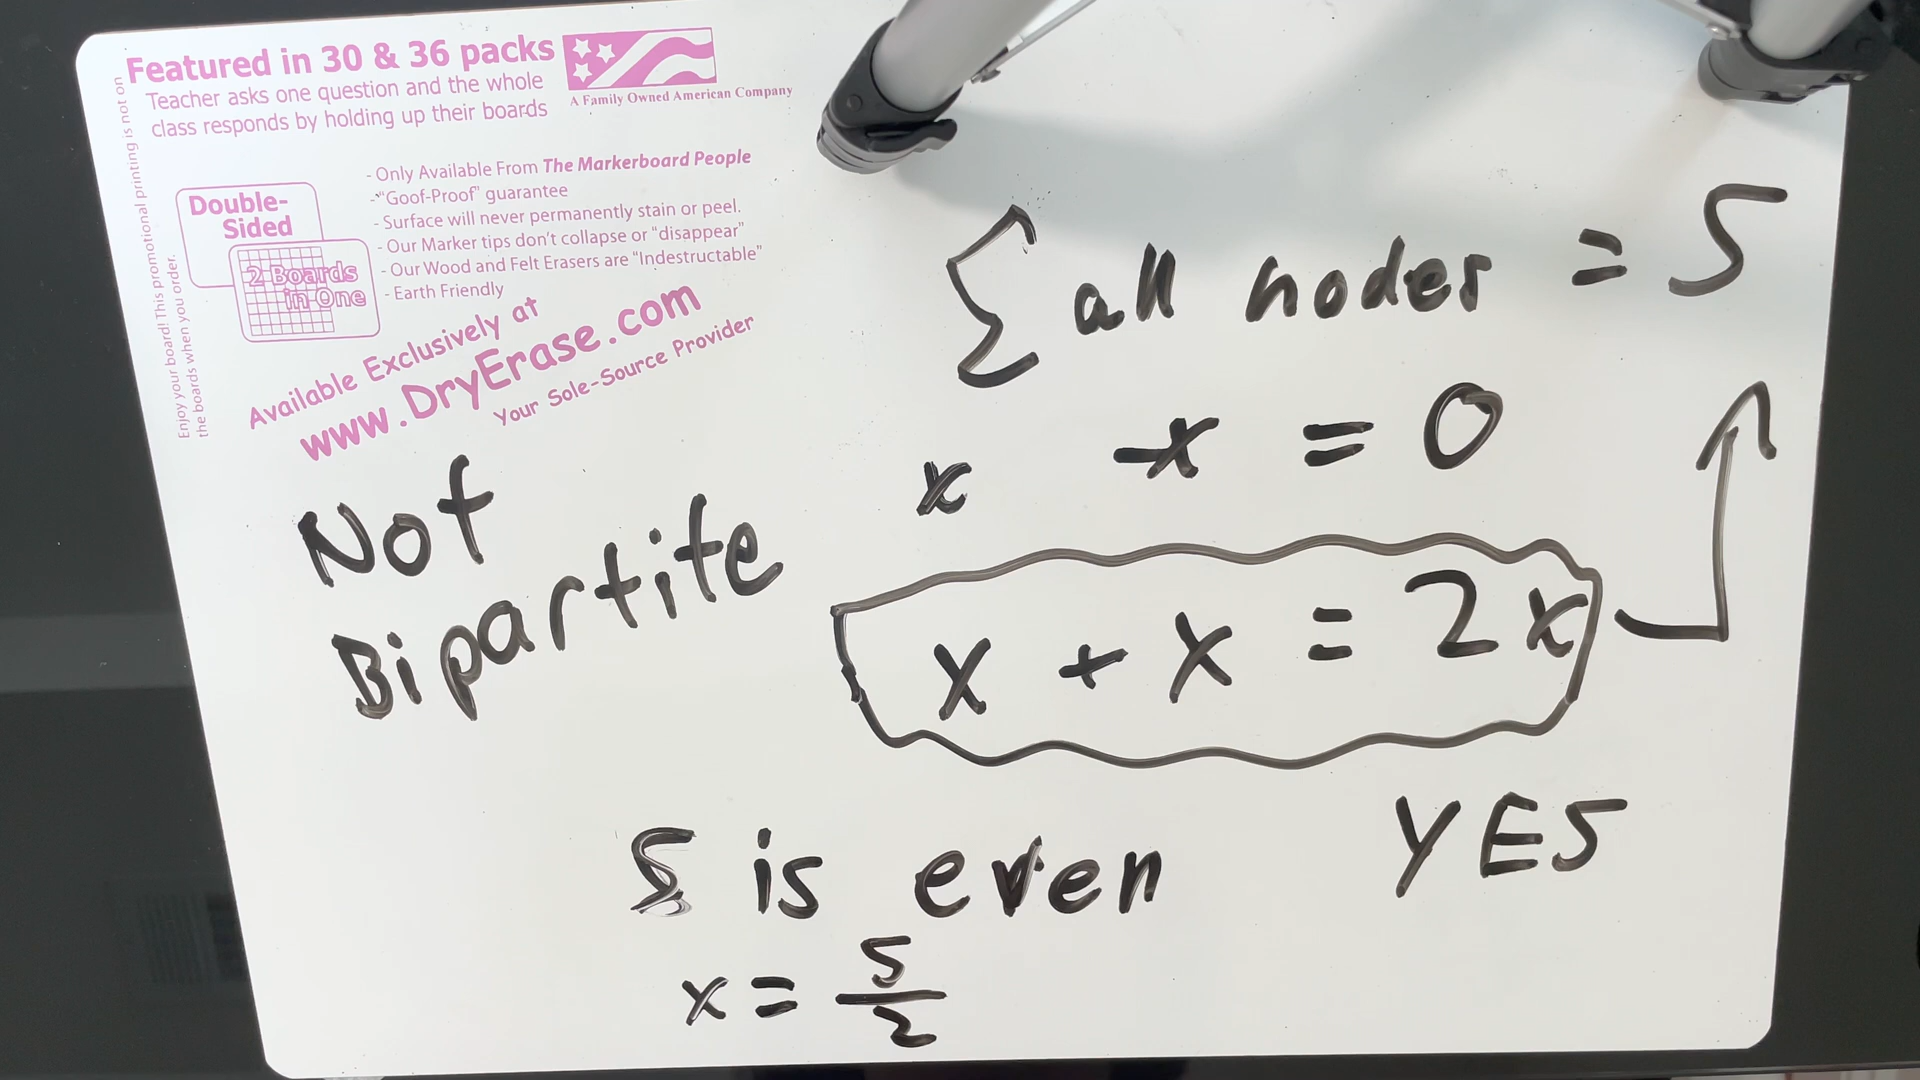 Featured in 30 & 36 packs
Teacher asks one question and the whole
class responds by holding up their boards
A Family Owned American Company
Enjoy your board! This promotional printing is not on
the boards when you order.
Double-
Sided
2 Boards
in One
- Only Available From The Markerboard People
- "Goof-Proof" guarantee
- Surface will never permanently stain or peel.
- Our Marker tips don't collapse or "disappear"
- Our Wood and Felt Erasers are "Indestructable"
- Earth Friendly
Available Exclusively at
www.DryErase.com
Your Sole-Source Provider
Σ all nodes = S
x - x = 0
Not
Bipartite
x + x = 2x
YES
S is even
x = S/2